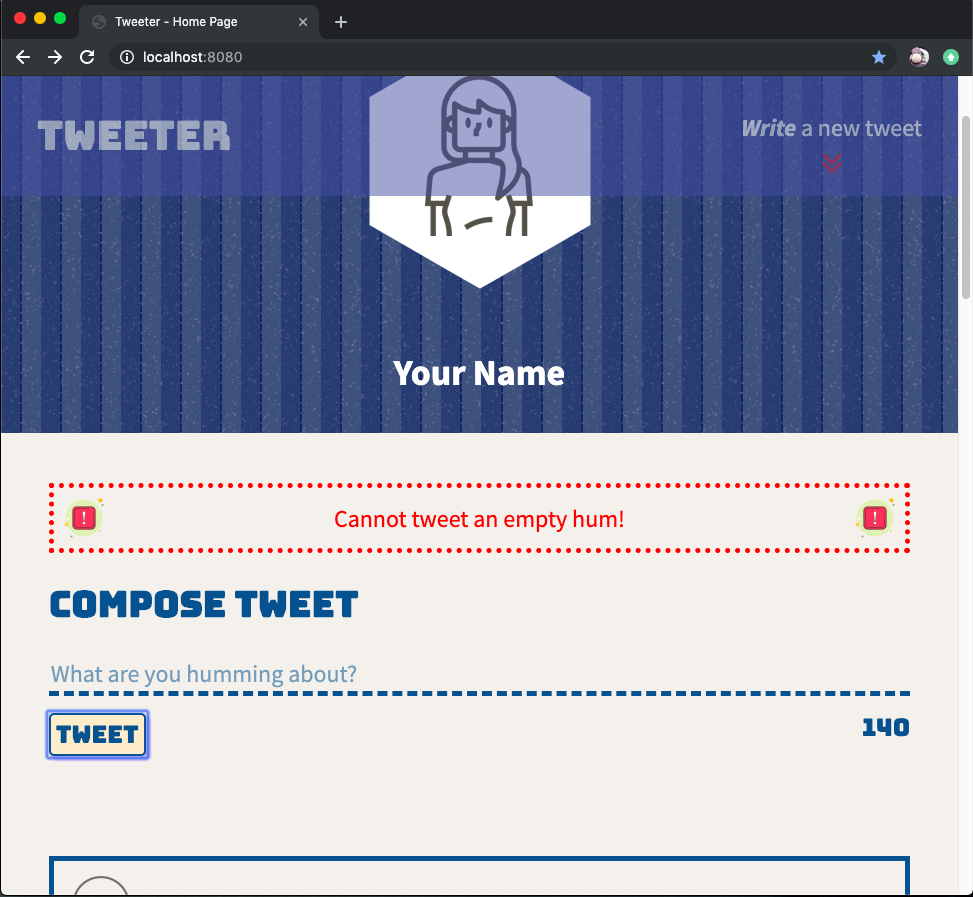 Tweeter - Home Page
localhost:8080
TWEETER
Write a new tweet
Your Name
Cannot tweet an empty hum!
COMPOSE TWEET
What are you humming about?
TWEET
140